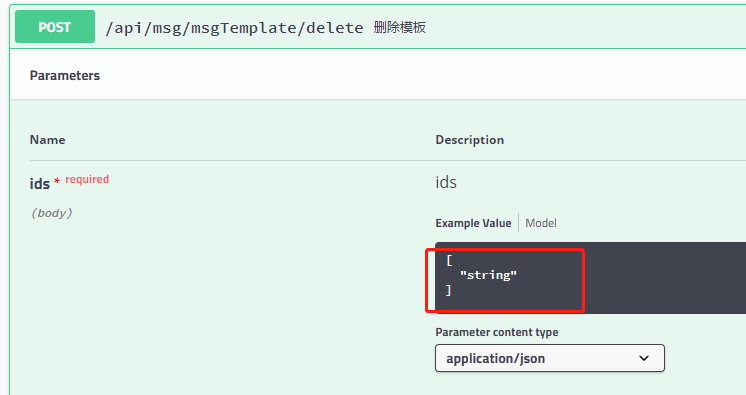 POST /api/msg/msgTemplate/delete 删除模板
Parameters
Name Description
ids * required ids
(body)
Example Value Model
[
"string"
]
Parameter content type
application/json